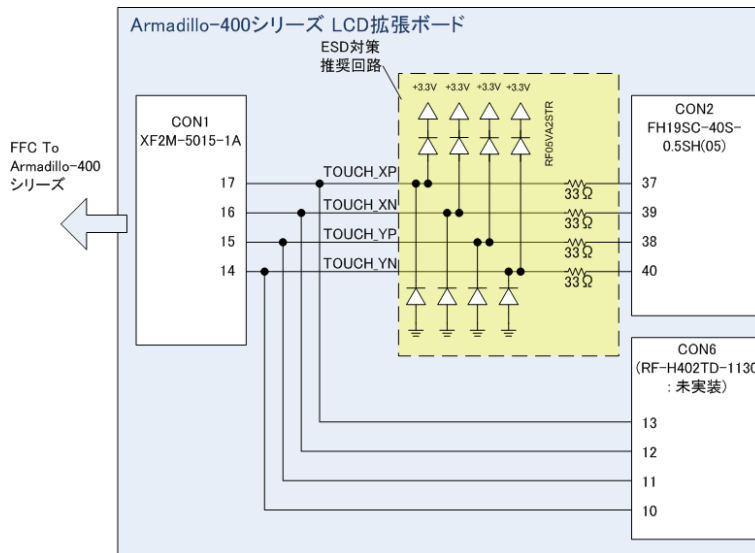 Armadillo-400シリーズ LCD拡張ボード
ESD対策
推奨回路
+3.3V +3.3V +3.3V +3.3V
RF05VA2STR
CON1
XF2M-5015-1A
CON2
FH19SC-40S-
0.5SH(05)
FFC To
Armadillo-400
シリーズ
17 TOUCH_XP 33Ω 37
16 TOUCH_XN 33Ω 39
15 TOUCH_YP 33Ω 38
14 TOUCH_YN 33Ω 40
CON6
(RF-H402TD-1130
: 未実装)
13
12
11
10